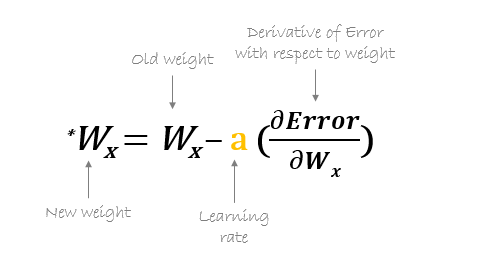 Derivative of Error
with respect to weight
Old weight
*Wₓ = Wₓ - a (∂Error/∂Wₓ)
New weight
Learning
rate